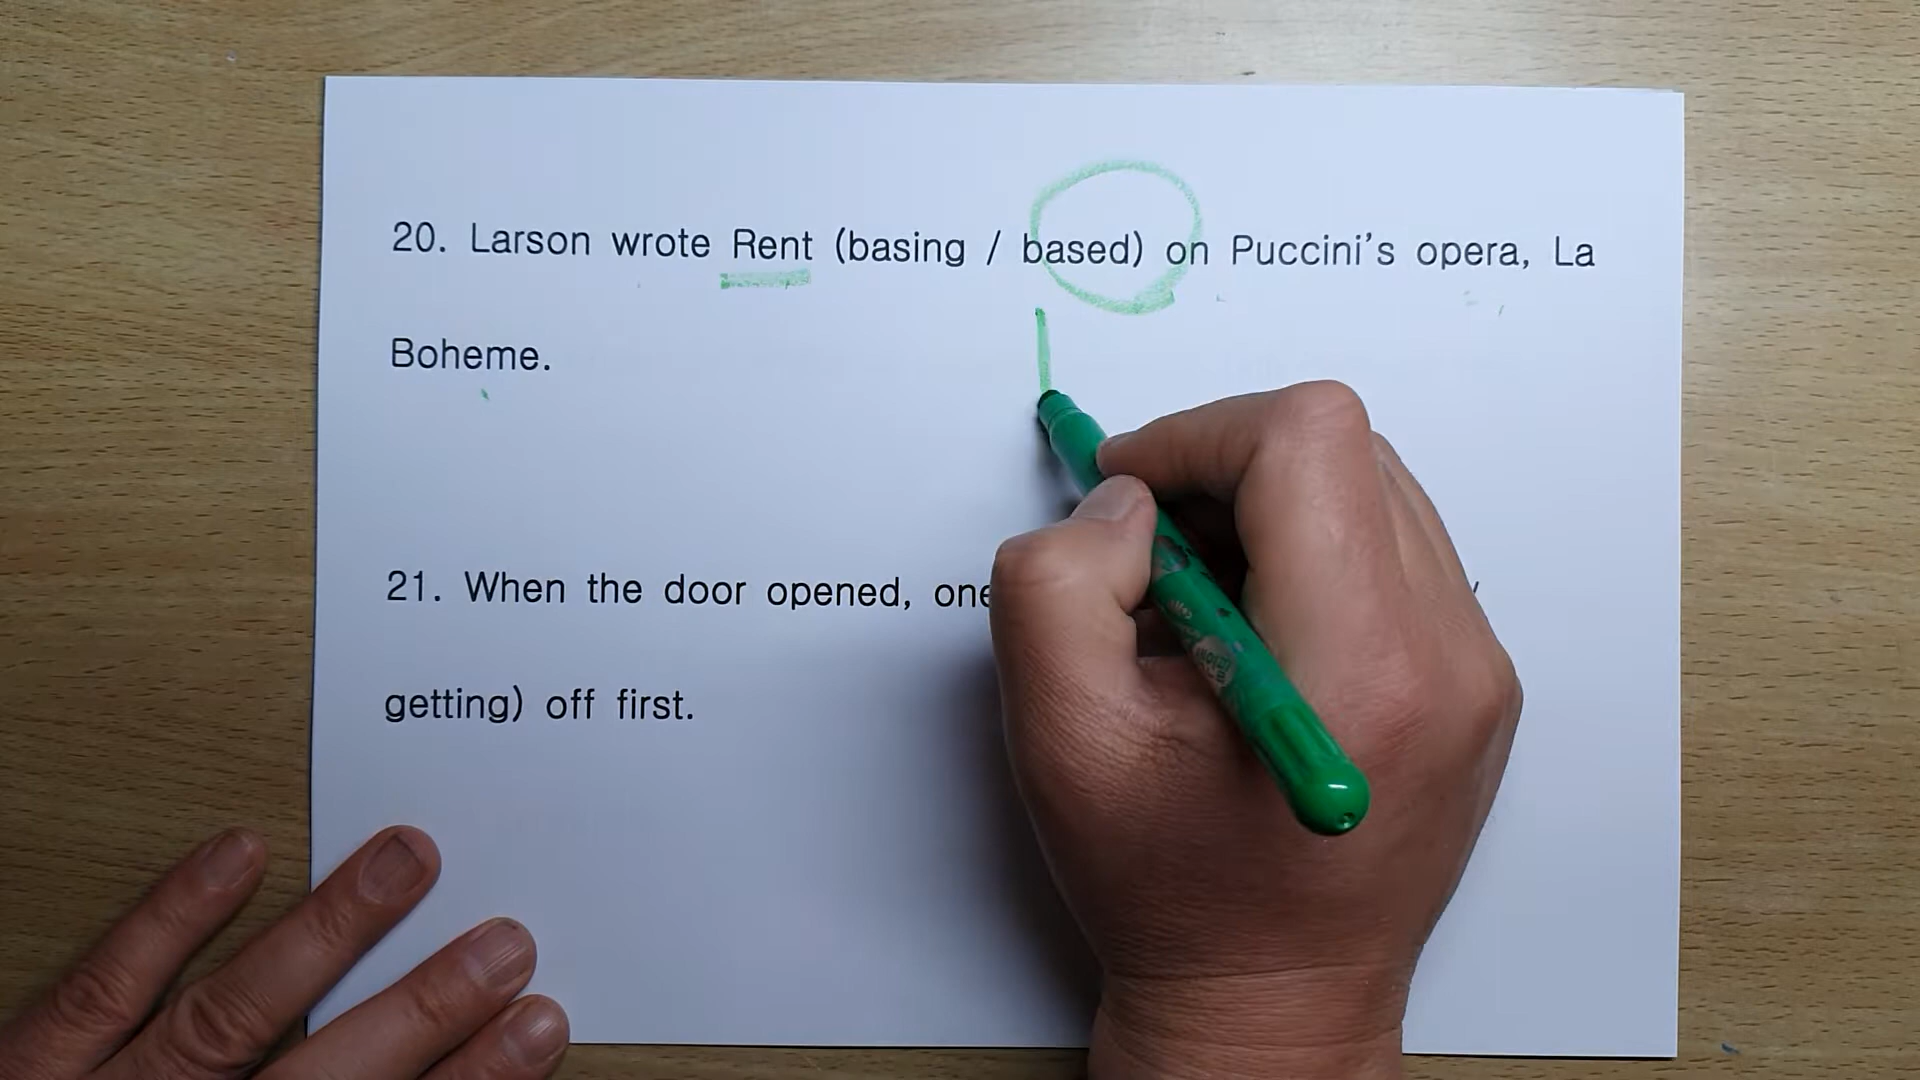 20. Larson wrote Rent (basing / based) on Puccini's opera, La
Boheme.
21. When the door opened, one
getting) off first.